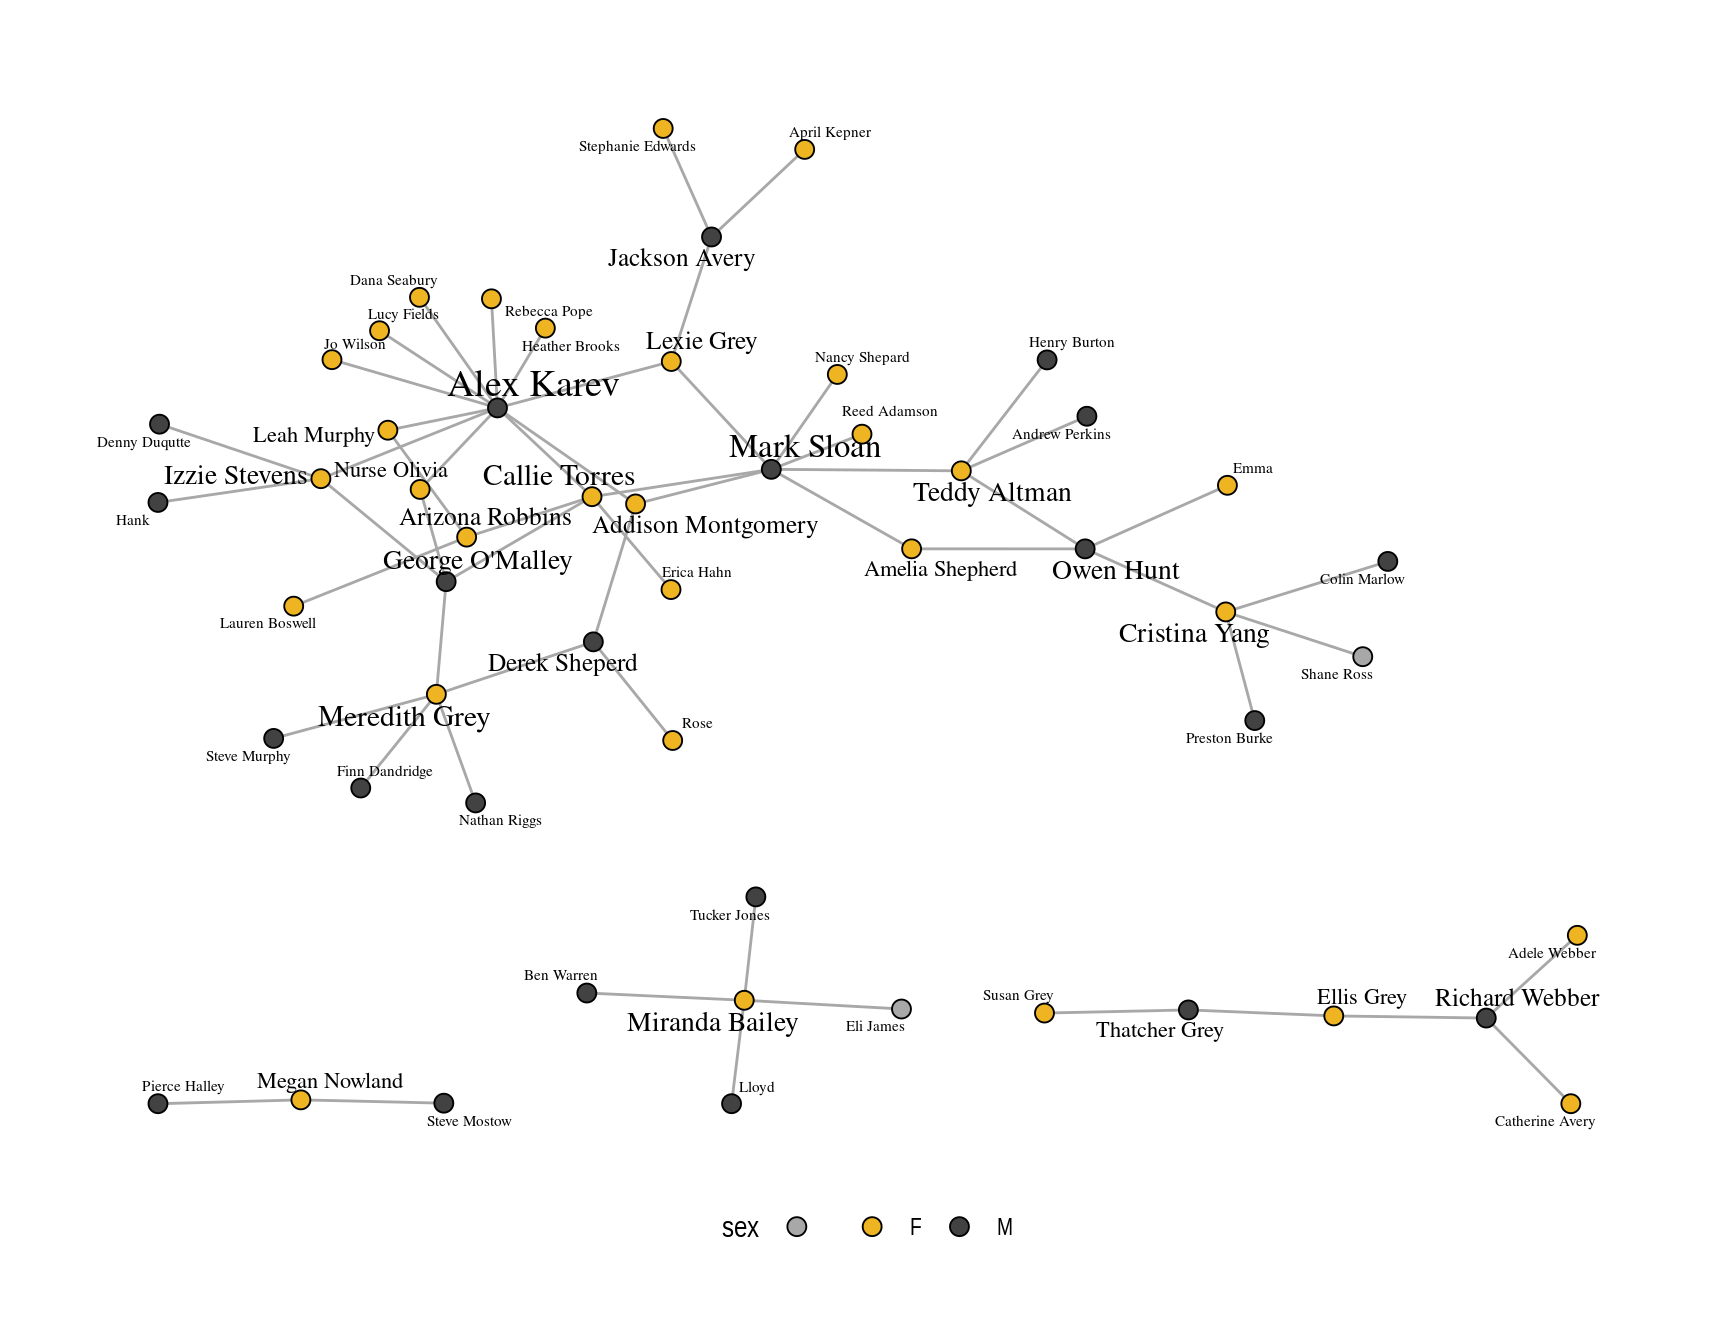 April Kepner
Stephanie Edwards
Jackson Avery
Dana Seabury
Rebecca Pope
Lucy Fields
Jo Wilson
Heather Brooks
Lexie Grey
Henry Burton
Nancy Shepard
Alex Karev
Reed Adamson
Denny Duqutte
Leah Murphy
Andrew Perkins
Mark Sloan
Izzie Stevens
Nurse Olivia
Callie Torres
Emma
Teddy Altman
Hank
Arizona Robbins
Addison Montgomery
George O'Malley
Erica Hahn
Amelia Shepherd
Owen Hunt
Colin Marlow
Lauren Boswell
Cristina Yang
Derek Sheperd
Shane Ross
Meredith Grey
Rose
Preston Burke
Steve Murphy
Finn Dandridge
Nathan Riggs
Tucker Jones
Adele Webber
Ben Warren
Susan Grey
Ellis Grey
Richard Webber
Miranda Bailey
Eli James
Thatcher Grey
Pierce Halley
Megan Nowland
Lloyd
Steve Mostow
Catherine Avery
sex F M